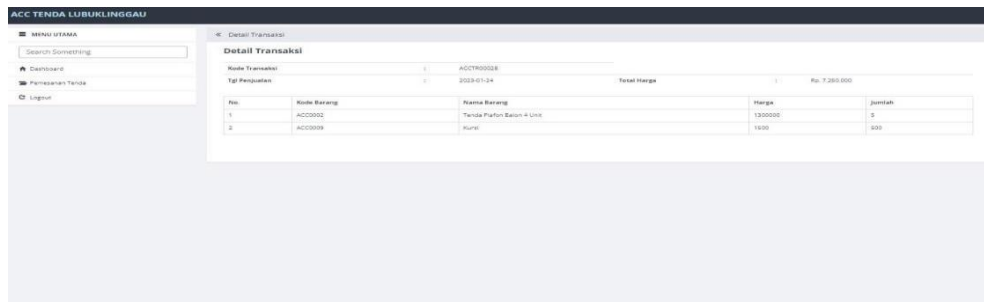 ACC TENDA LUBUKLINGGAU
MENU UTAMA
Search Something
Dashboard
Pemesanan Tenda
Logout
« Detail Transaksi
Detail Transaksi
Kode Transaksi : ACCTR00028
Tgl Penjualan : 2023-01-24 Total Harga : Rp. 7.250.000
No Kode Barang Nama Barang Harga Jumlah
1 ACC0002 Tenda Plafon Balon 4 Unit 1300000 5
2 ACC0009 Kursi 1500 500